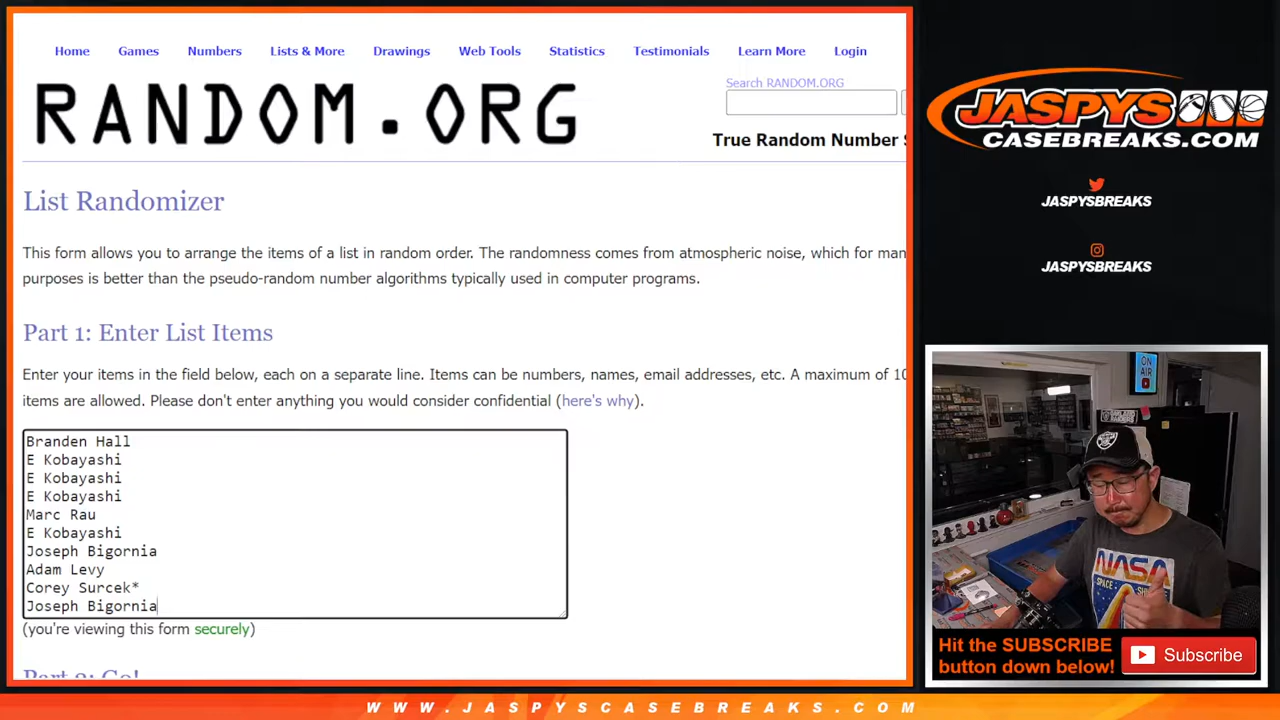 Home Games Numbers Lists & More Drawings Web Tools Statistics Testimonials Learn More Login
Search RANDOM.ORG
RANDOM.ORG
True Random Number S
List Randomizer
This form allows you to arrange the items of a list in random order. The randomness comes from atmospheric noise, which for man
purposes is better than the pseudo-random number algorithms typically used in computer programs.
Part 1: Enter List Items
Enter your items in the field below, each on a separate line. Items can be numbers, names, email addresses, etc. A maximum of 10
items are allowed. Please don't enter anything you would consider confidential (here's why).
Branden Hall
E Kobayashi
E Kobayashi
E Kobayashi
Marc Rau
E Kobayashi
Joseph Bigornia
Adam Levy
Corey Surcek*
Joseph Bigornia
(you're viewing this form securely)
Part 2: Go!
JASPYS
CASEBREAKS.COM
JASPYSBREAKS
JASPYSBREAKS
ON
AIR
NASA
SPACE
Hit the SUBSCRIBE
button down below!
Subscribe
WWW.JASPYSCASEBREAKS.COM